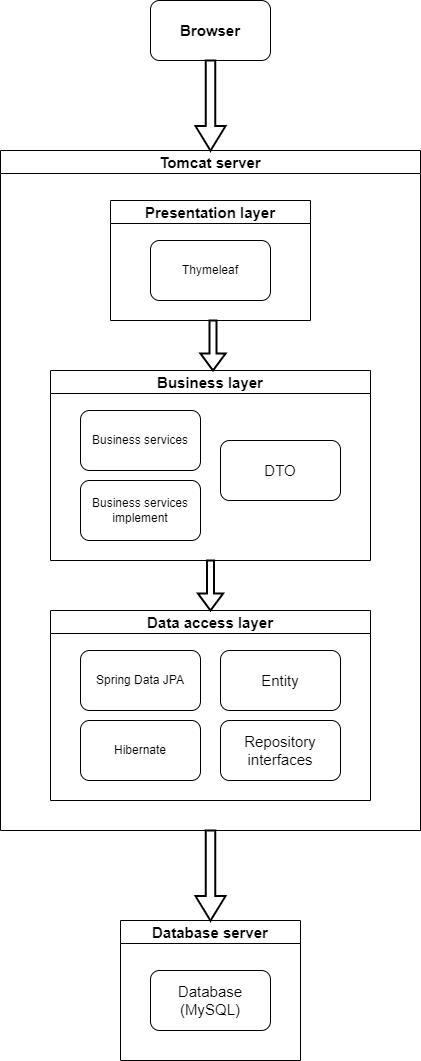 Browser
Tomcat server
Presentation layer
Thymeleaf
Business layer
Business services
DTO
Business services
implement
Data access layer
Spring Data JPA
Entity
Hibernate
Repository
interfaces
Database server
Database
(MySQL)